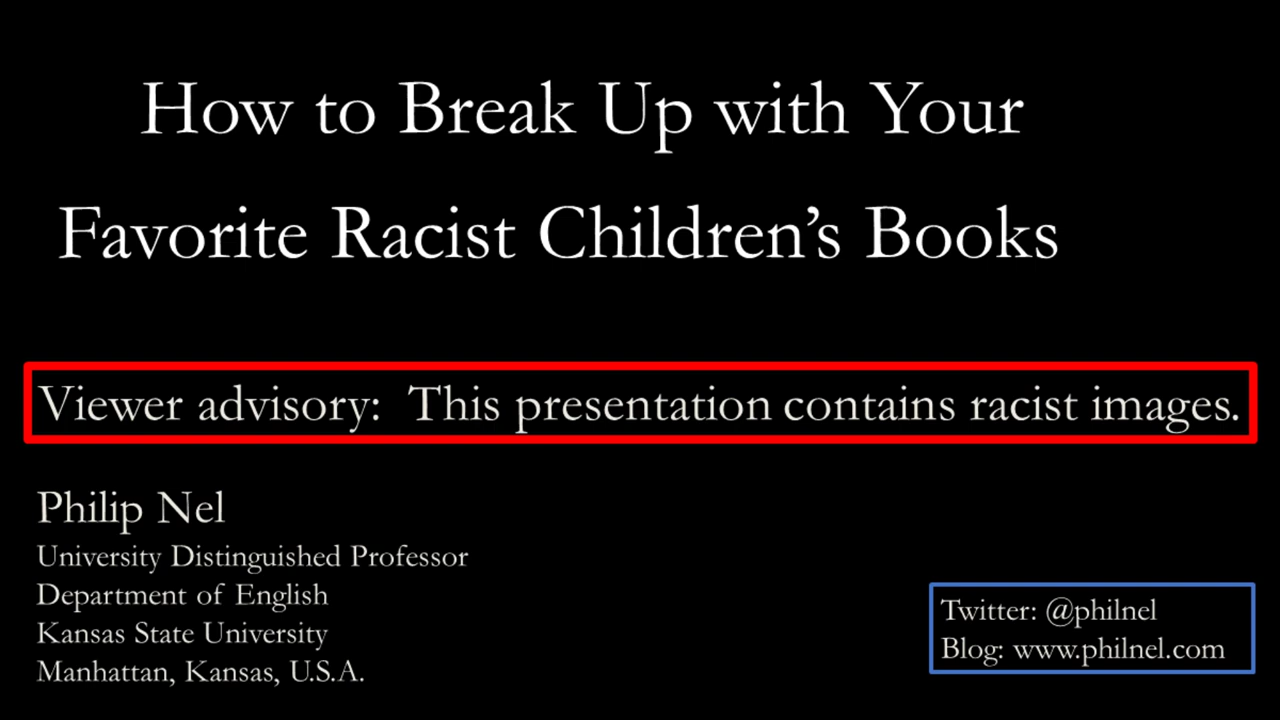 How to Break Up with Your
Favorite Racist Children’s Books
Viewer advisory:  This presentation contains racist images.
Philip Nel
University Distinguished Professor
Department of English
Kansas State University
Manhattan, Kansas, U.S.A.
Twitter: @philnel
Blog: www.philnel.com